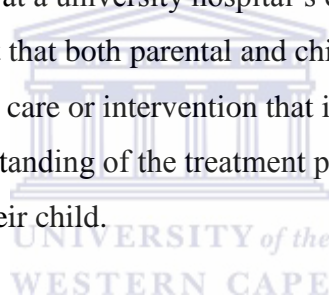 at a university hospital's
that both parental and chi
care or intervention that i
tanding of the treatment p
eir child.
UNIVERSITY of the
WESTERN CAPE